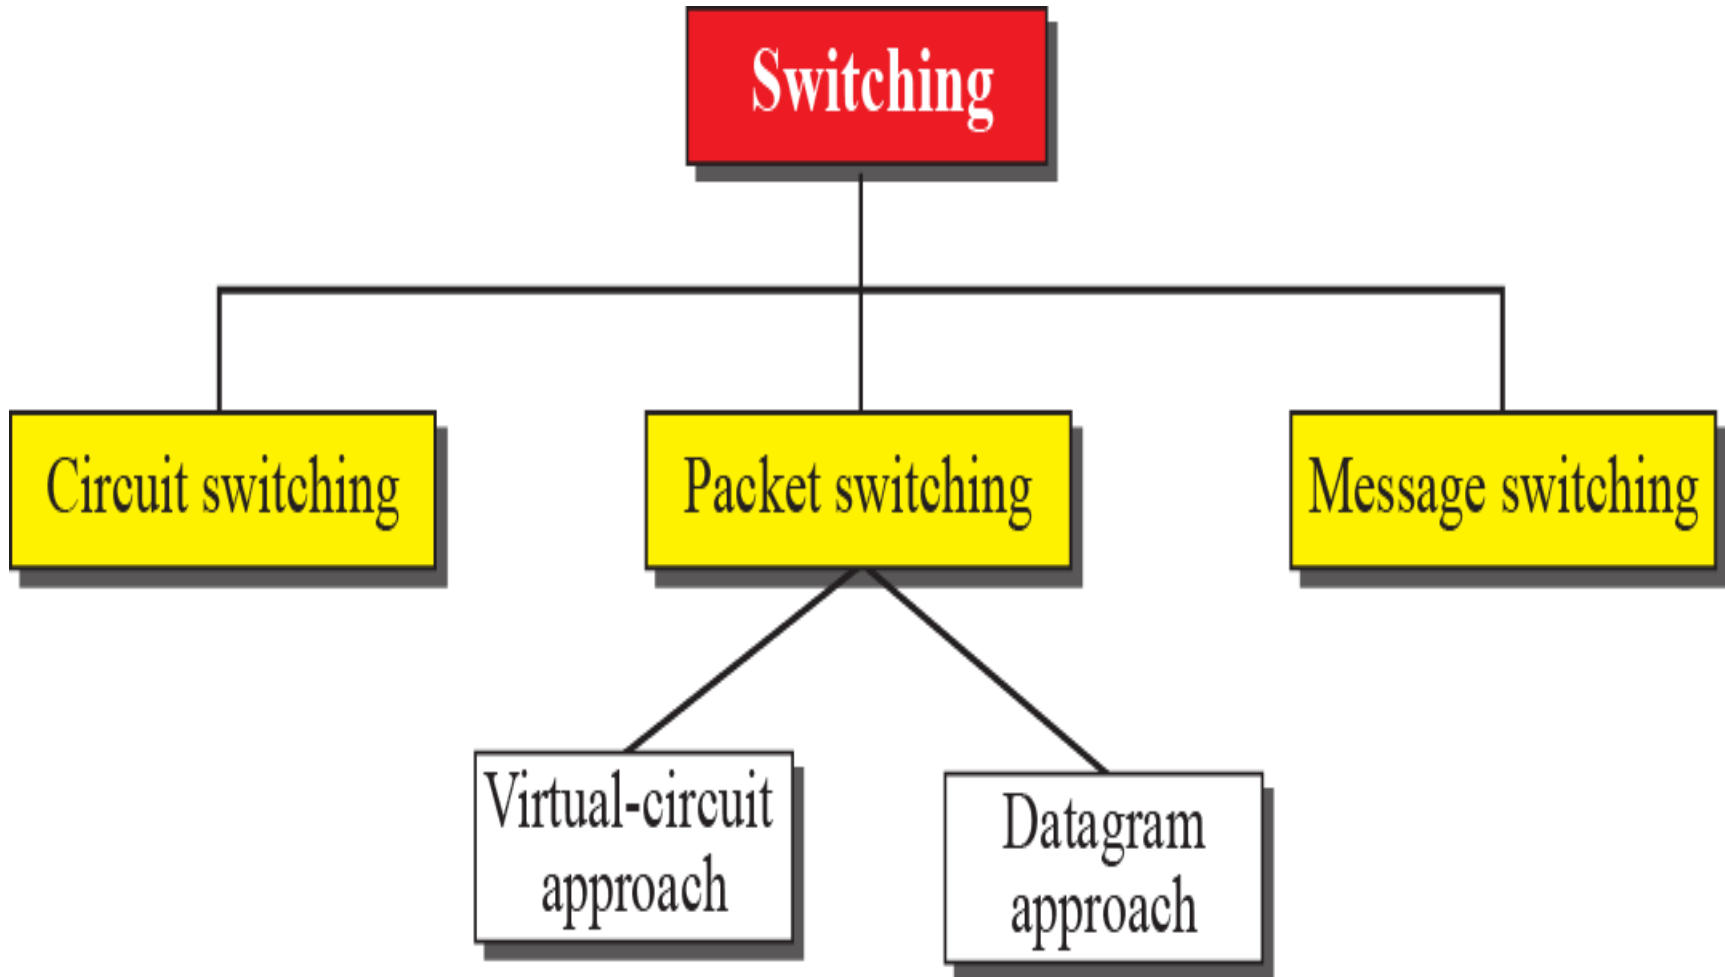 Switching
Circuit switching
Packet switching
Message switching
Virtual-circuit
approach
Datagram
approach